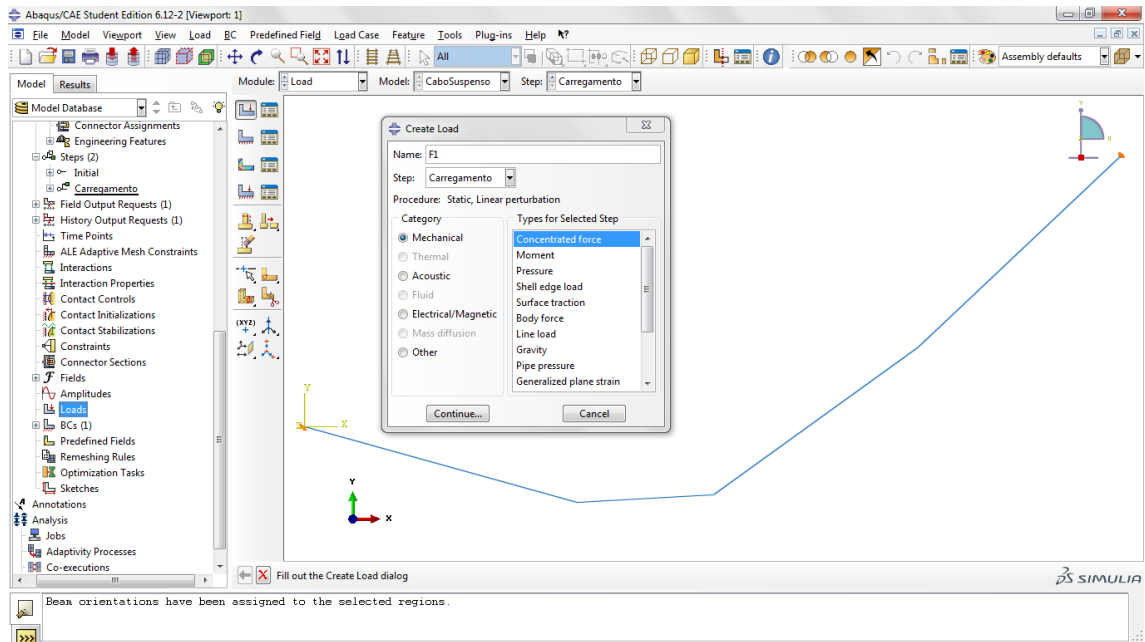 Abaqus/CAE Student Edition 6.12-2 [Viewport: 1]
File Model Viewport View Load BC Predefined Field Load Case Feature Tools Plug-ins Help
All
Assembly defaults
Model Results
Module: Load Model: CaboSuspenso Step: Carregamento
Model Database
Connector Assignments
Engineering Features
Steps (2)
Initial
Carregamento
Field Output Requests (1)
History Output Requests (1)
Time Points
ALE Adaptive Mesh Constraints
Interactions
Interaction Properties
Contact Controls
Contact Initializations
Contact Stabilizations
Constraints
Connector Sections
Fields
Amplitudes
Loads
BCs (1)
Predefined Fields
Remeshing Rules
Optimization Tasks
Sketches
Annotations
Analysis
Jobs
Adaptivity Processes
Co-executions
(XYZ)
Create Load
Name: F1
Step: Carregamento
Procedure: Static, Linear perturbation
Category
Mechanical
Thermal
Acoustic
Fluid
Electrical/Magnetic
Mass diffusion
Other
Types for Selected Step
Concentrated force
Moment
Pressure
Shell edge load
Surface traction
Body force
Line load
Gravity
Pipe pressure
Generalized plane strain
Continue... Cancel
Y
X
Y
Z X
Y
X
Fill out the Create Load dialog
SIMULIA
Beam orientations have been assigned to the selected regions.
>>>